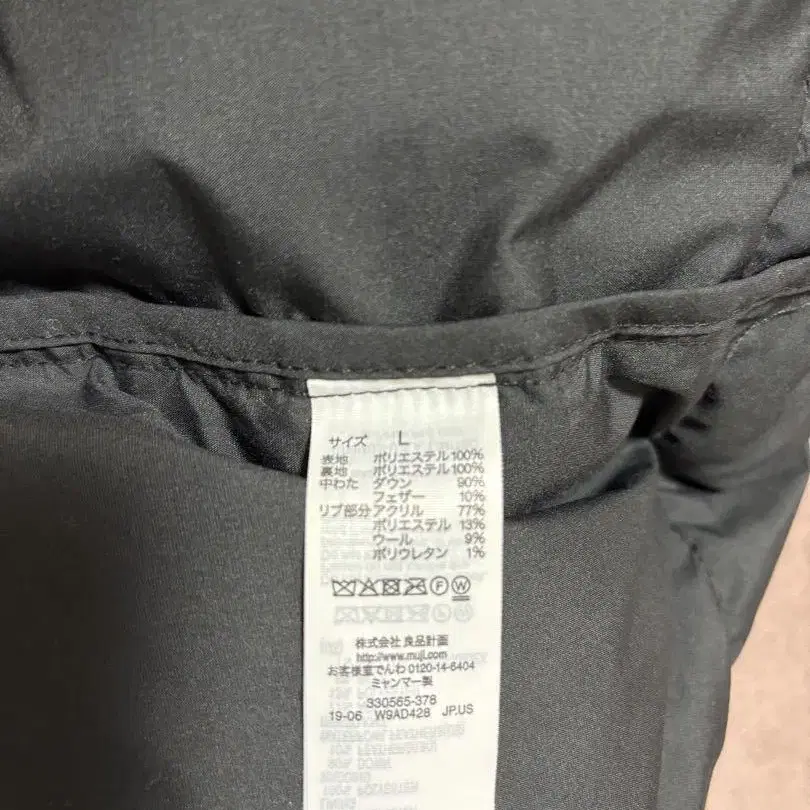 サイズ L
表地 ポリエステル100%
裏地 ポリエステル100%
中わた ダウン 90%
フェザー 10%
リブ部分 アクリル 77%
ポリエステル 13%
ウール 9%
ポリウレタン 1%
F W
株式会社 良品計画
http://www.muji.com
お客様室でんわ 0120-14-6404
ミャンマー製
330565-378
19-06 W9AD428 JP.US